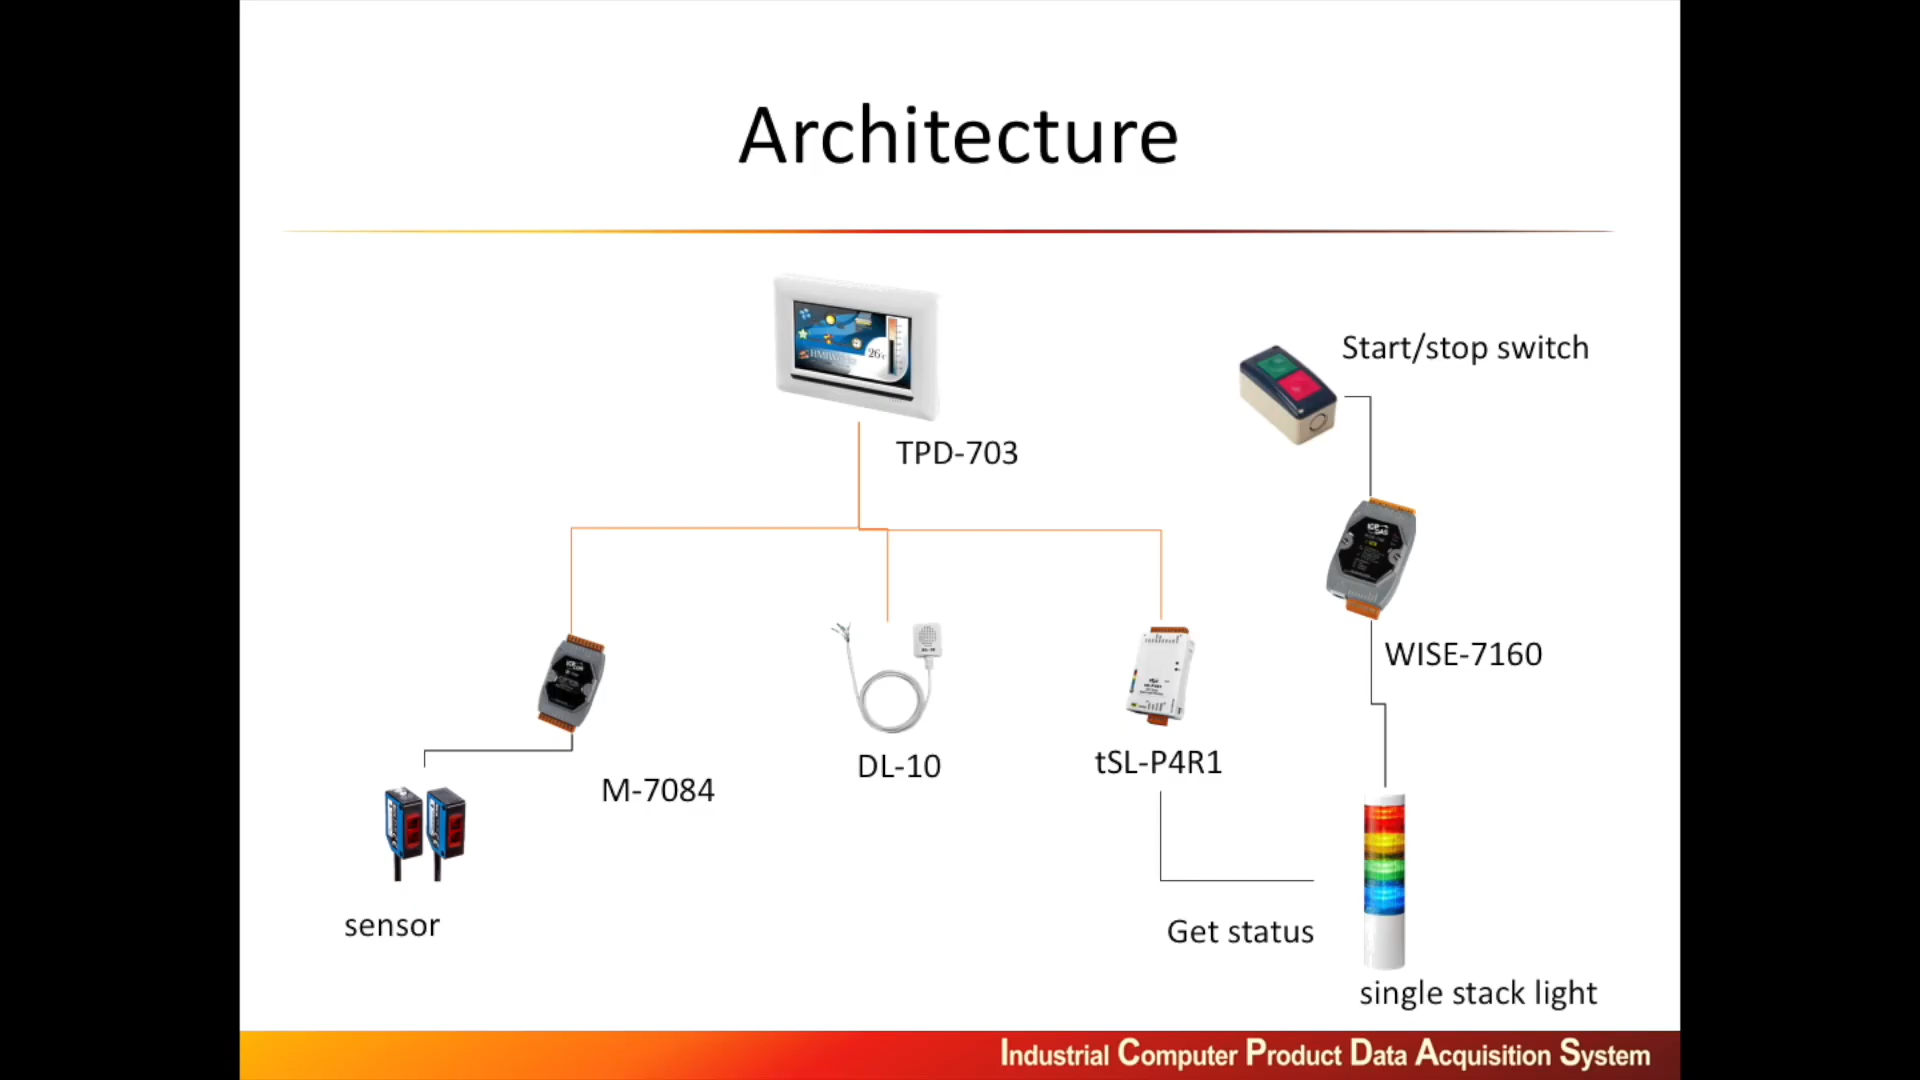 Architecture
Start/stop switch
TPD-703
26
WISE-7160
DL-10
tSL-P4R1
M-7084
sensor
Get status
single stack light
Industrial Computer Product Data Acquisition System